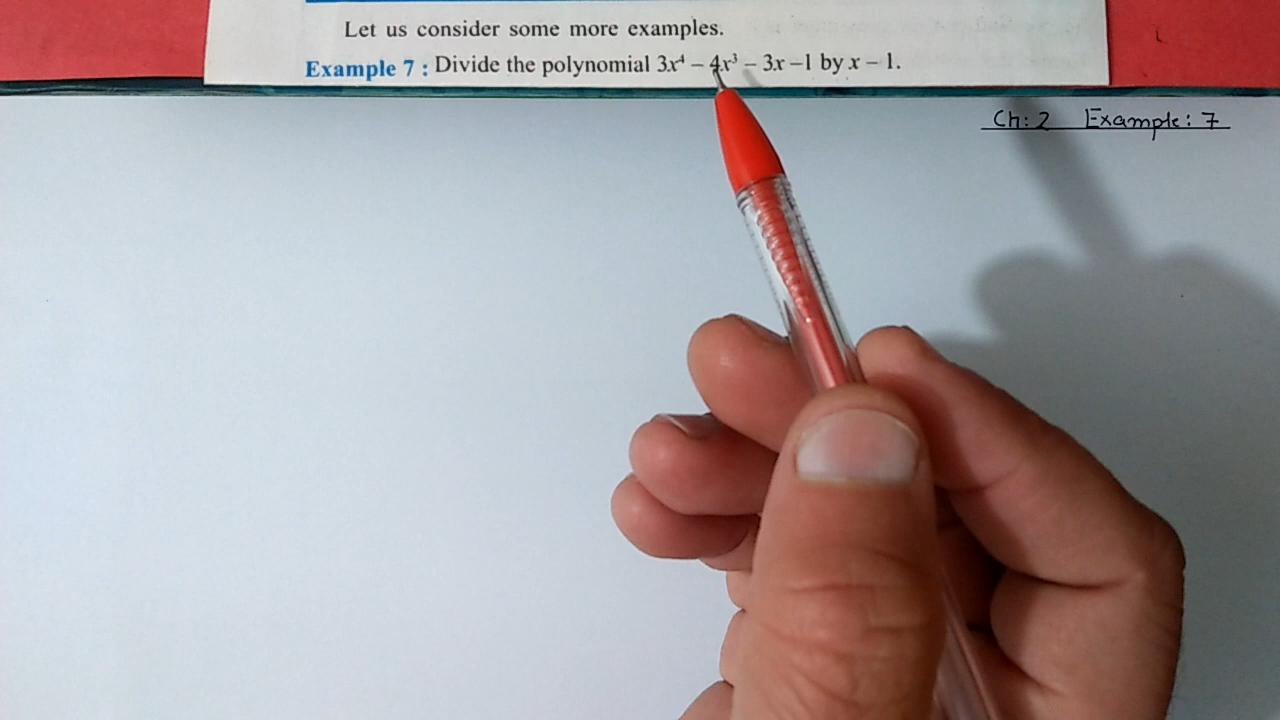 Let us consider some more examples.
Example 7 : Divide the polynomial 3x⁴ – 4x³ – 3x –1 by x – 1.
Ch: 2 Example: 7